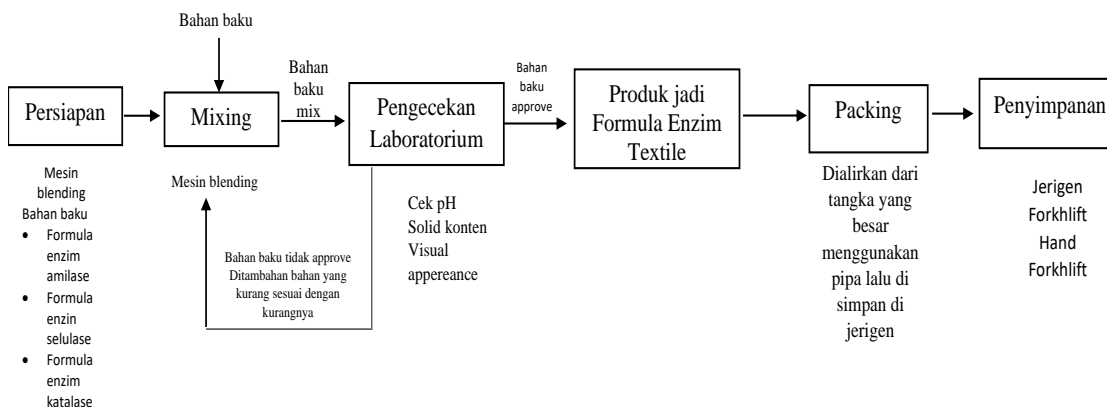 Bahan baku
Persiapan
Mesin
blending
Bahan baku
• Formula
enzim
amilase
• Formula
enzin
selulase
• Formula
enzim
katalase
Mixing
Mesin blending
Bahan
baku
mix
Pengecekan
Laboratorium
Cek pH
Solid konten
Visual
appereance
Bahan baku tidak approve
Ditambahan bahan yang
kurang sesuai dengan
kurangnya
Bahan
baku
approve
Produk jadi
Formula Enzim
Textile
Packing
Dialirkan dari
tangka yang
besar
menggunakan
pipa lalu di
simpan di
jerigen
Penyimpanan
Jerigen
Forkhlift
Hand
Forkhlift